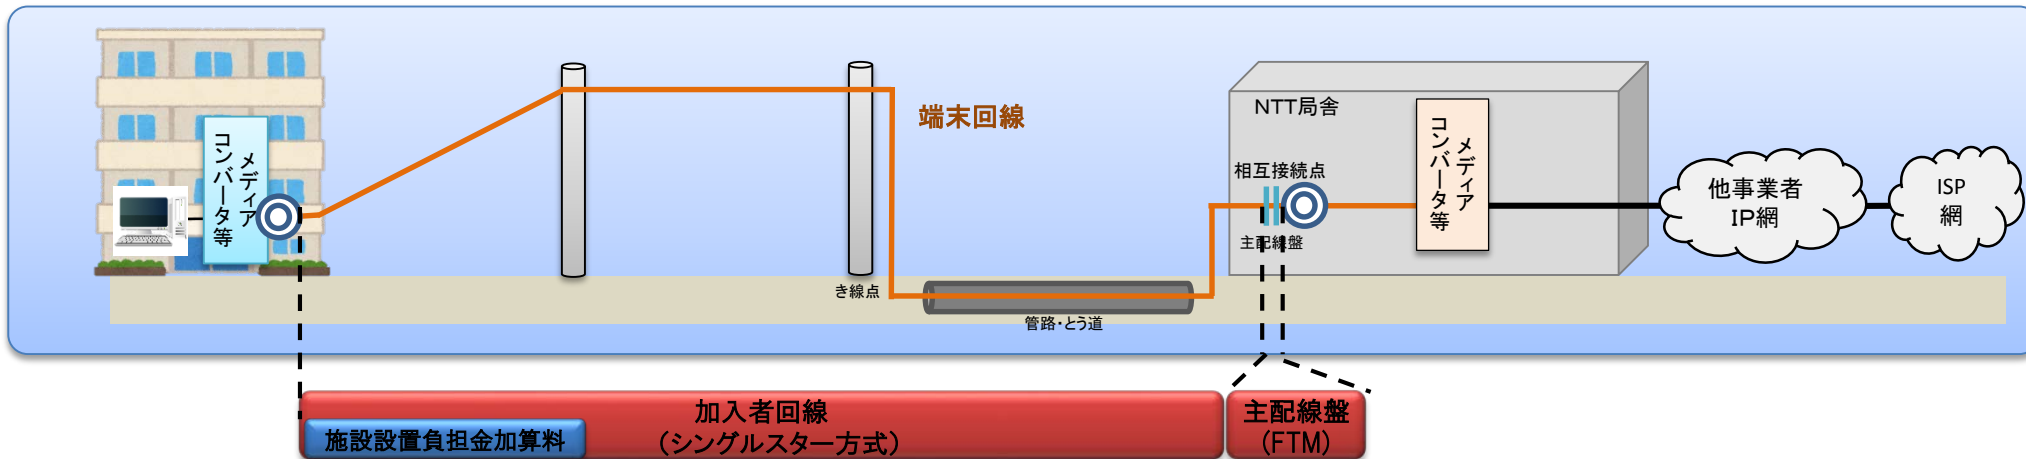 メディア
コンバータ等
端末回線
き線点
管路・とう道
NTT局舎
相互接続点
主配線盤
メディア
コンバータ等
他事業者
IP網
ISP
網
加入者回線
（シングルスター方式）
施設設置負担金加算料
主配線盤
(FTM)